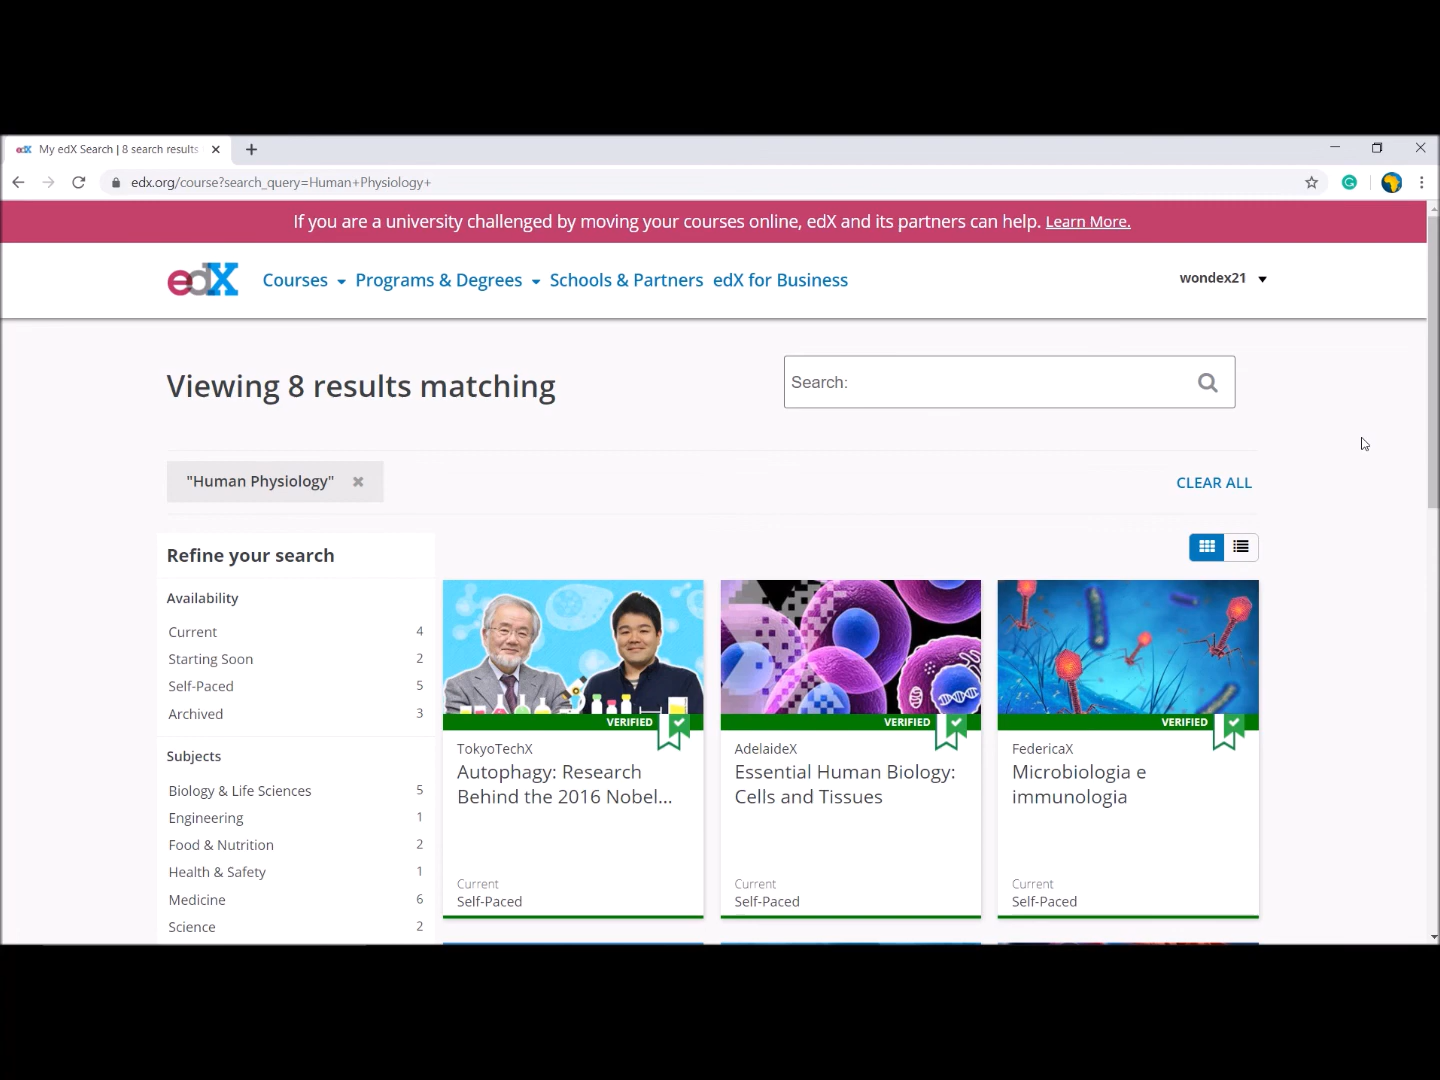 edX My edX Search | 8 search results
edx.org/course?search_query=Human+Physiology+
If you are a university challenged by moving your courses online, edX and its partners can help. Learn More.
edX Courses Programs & Degrees Schools & Partners edX for Business wondex21
Viewing 8 results matching
Search:
"Human Physiology"
CLEAR ALL
Refine your search
Availability
Current 4
Starting Soon 2
Self-Paced 5
Archived 3
Subjects
Biology & Life Sciences 5
Engineering 1
Food & Nutrition 2
Health & Safety 1
Medicine 6
Science 2
VERIFIED
TokyoTechX
Autophagy: Research
Behind the 2016 Nobel...
Current
Self-Paced
VERIFIED
AdelaideX
Essential Human Biology:
Cells and Tissues
Current
Self-Paced
VERIFIED
FedericaX
Microbiologia e
immunologia
Current
Self-Paced